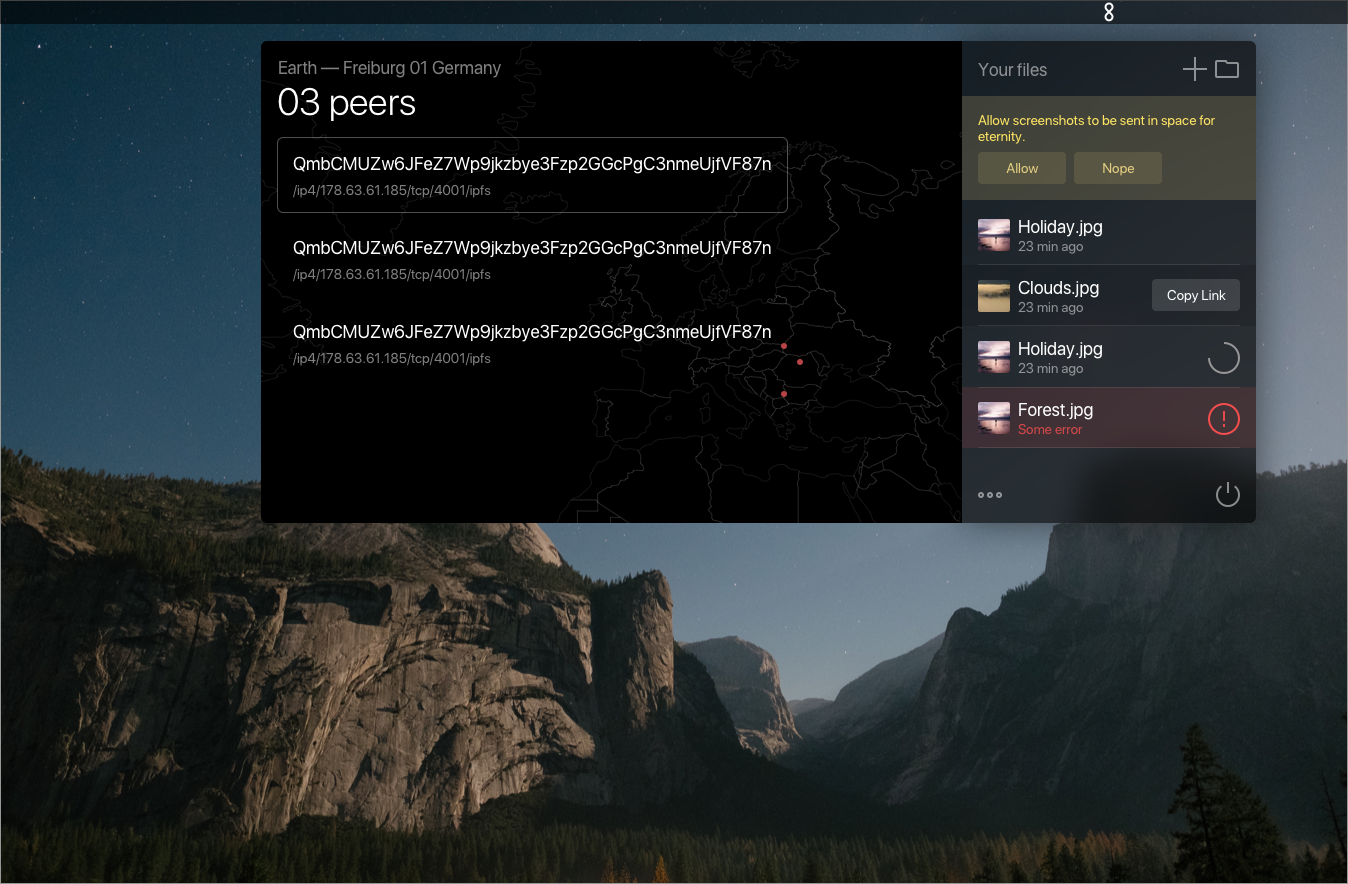 Earth — Freiburg 01 Germany
03 peers
QmbCMUZw6JFeZ7Wp9jkzbye3Fzp2GGcPgC3nmeUjfVF87n
/ip4/178.63.61.185/tcp/4001/ipfs
QmbCMUZw6JFeZ7Wp9jkzbye3Fzp2GGcPgC3nmeUjfVF87n
/ip4/178.63.61.185/tcp/4001/ipfs
QmbCMUZw6JFeZ7Wp9jkzbye3Fzp2GGcPgC3nmeUjfVF87n
/ip4/178.63.61.185/tcp/4001/ipfs
Your files
Allow screenshots to be sent in space for
eternity.
Allow Nope
Holiday.jpg
23 min ago
Clouds.jpg
23 min ago
Copy Link
Holiday.jpg
23 min ago
Forest.jpg
Some error